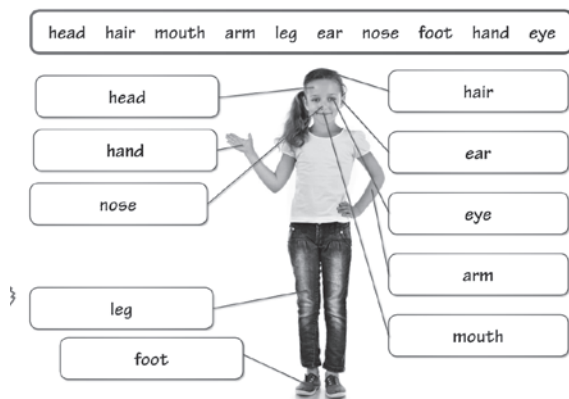 head hair mouth arm leg ear nose foot hand eye
head
hair
hand
ear
nose
eye
arm
leg
mouth
foot